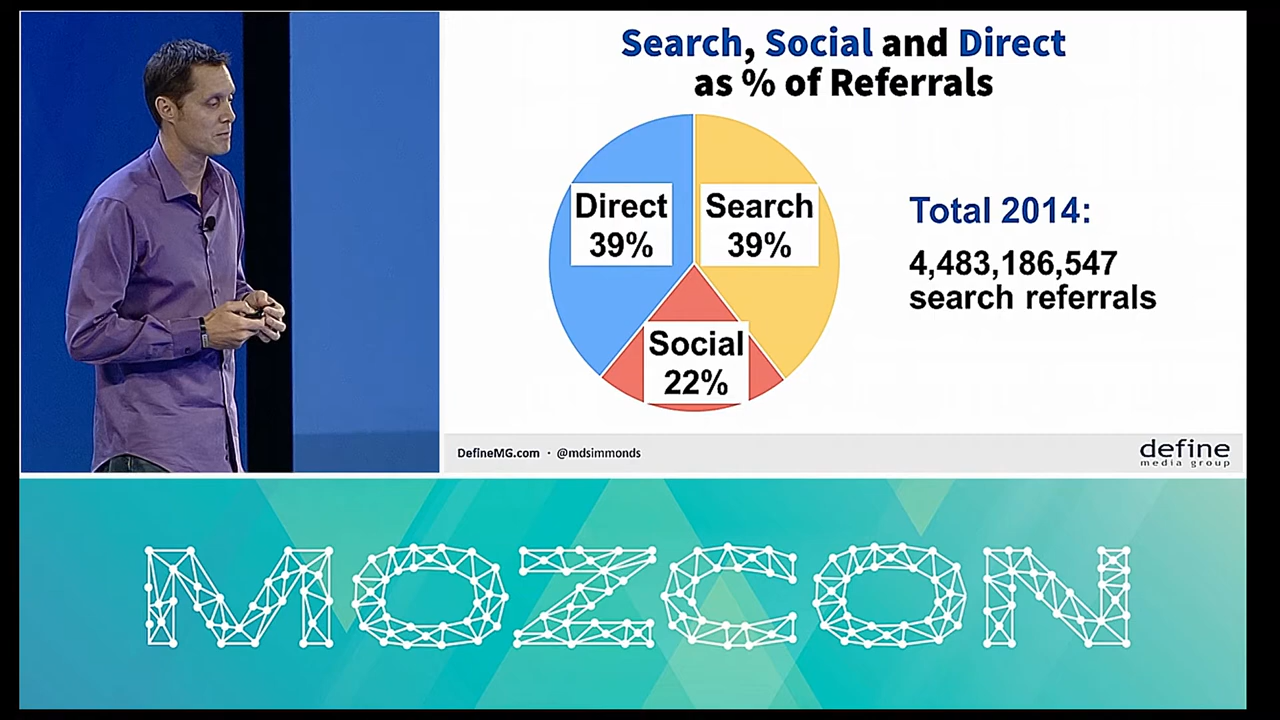 Search, Social and Direct
as % of Referrals
Direct
39%
Search
39%
Social
22%
Total 2014:
4,483,186,547
search referrals
DefineMG.com · @mdsimmonds
define
media group
MOZCON